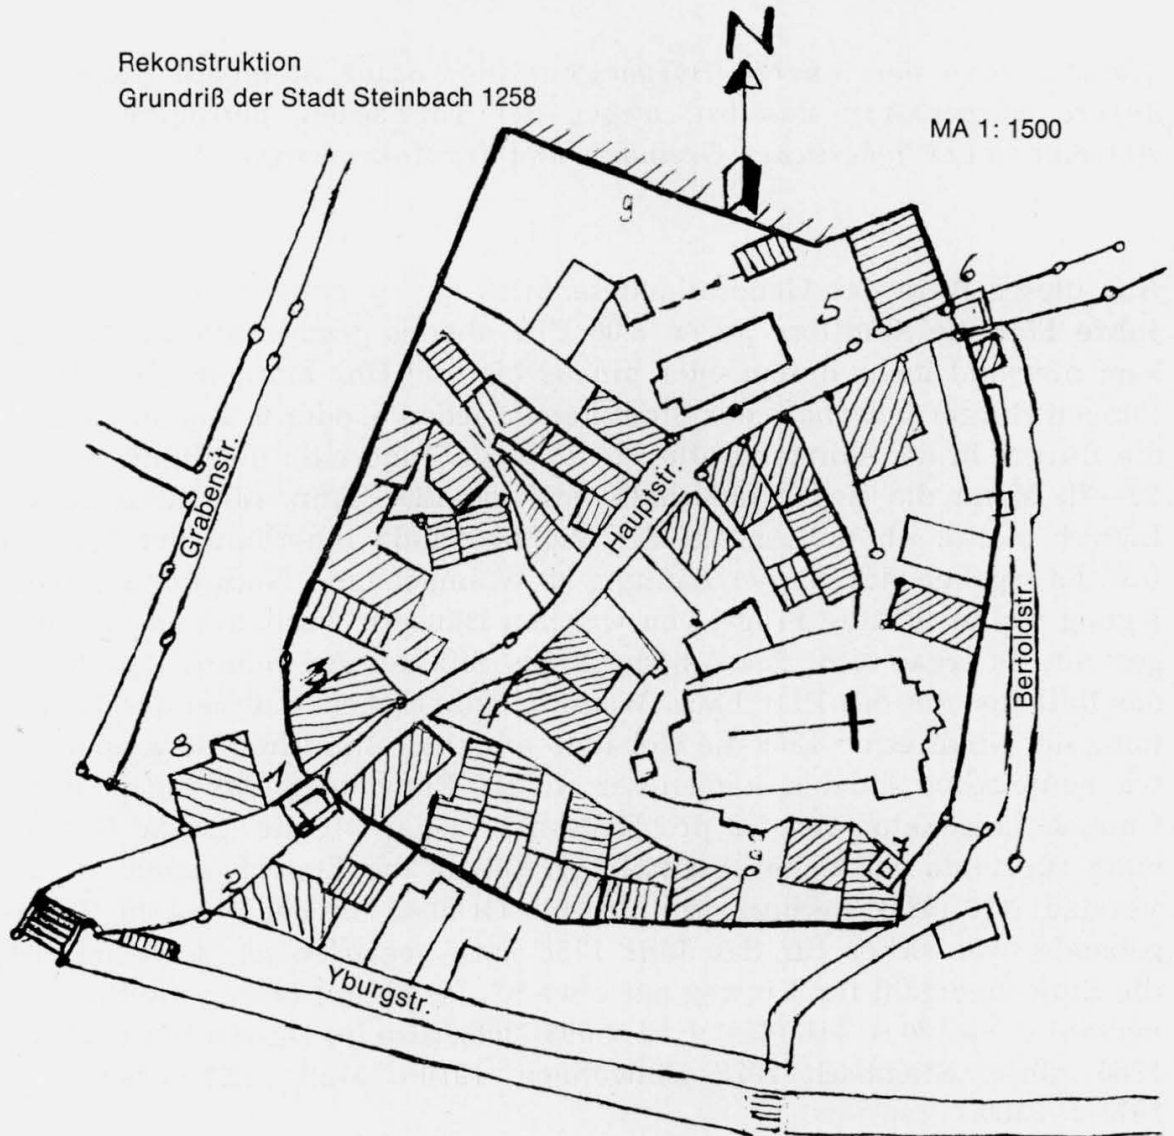 N
Rekonstruktion
Grundriß der Stadt Steinbach 1258
MA 1: 1500
9
6
5
Grabenstr.
Hauptstr.
Bertoldstr.
3
4
8
7
1
2
Yburgstr.